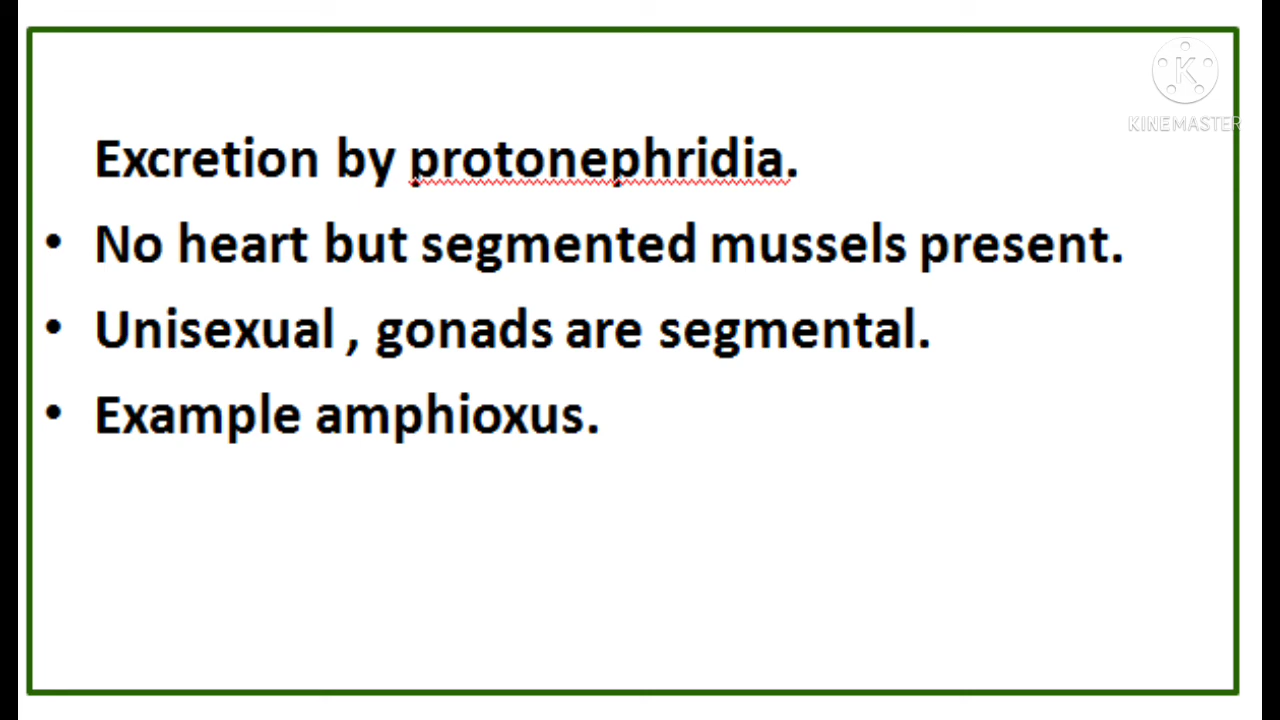 KINEMASTER
Excretion by protonephridia.
• No heart but segmented mussels present.
• Unisexual , gonads are segmental.
• Example amphioxus.